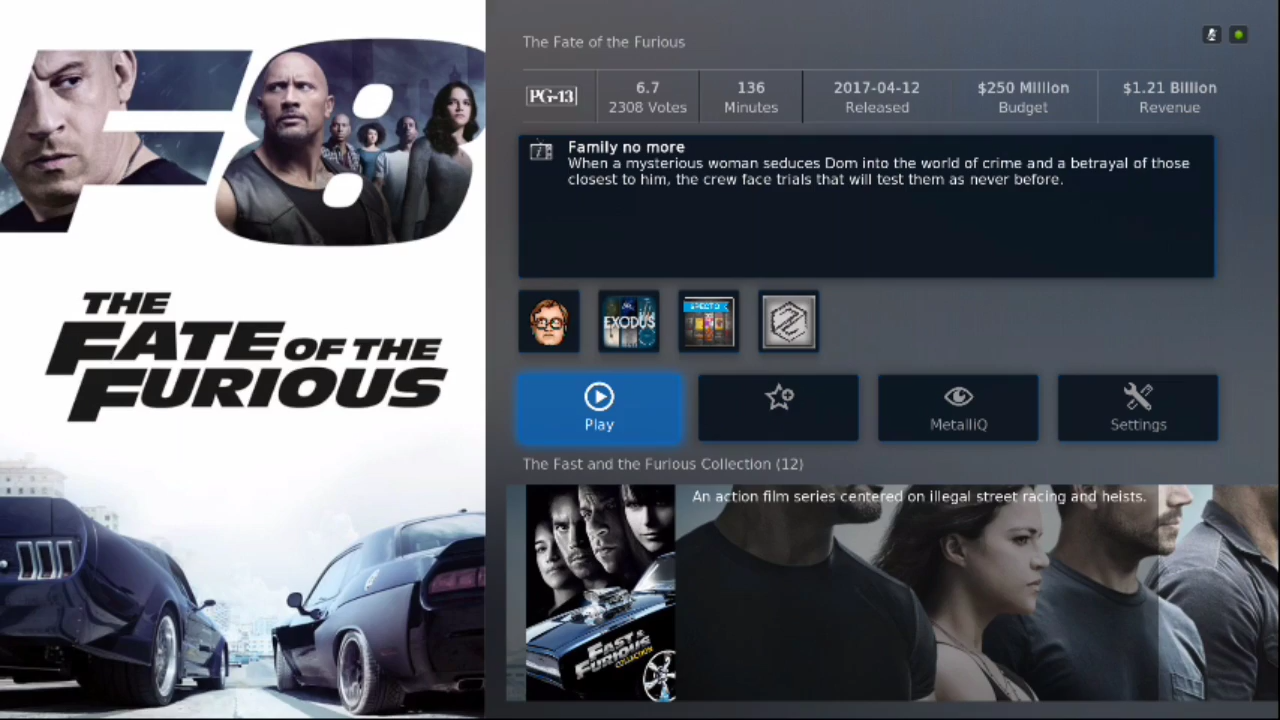 F8
THE
FATE OF THE
FURIOUS
The Fate of the Furious
PG-13
6.7
2308 Votes
136
Minutes
2017-04-12
Released
$250 Million
Budget
$1.21 Billion
Revenue
Family no more
When a mysterious woman seduces Dom into the world of crime and a betrayal of those
closest to him, the crew face trials that will test them as never before.
EXODUS
SPECTO
Play
MetalliQ
Settings
The Fast and the Furious Collection (12)
An action film series centered on illegal street racing and heists.
FAST &
FURIOUS
COLLECTION